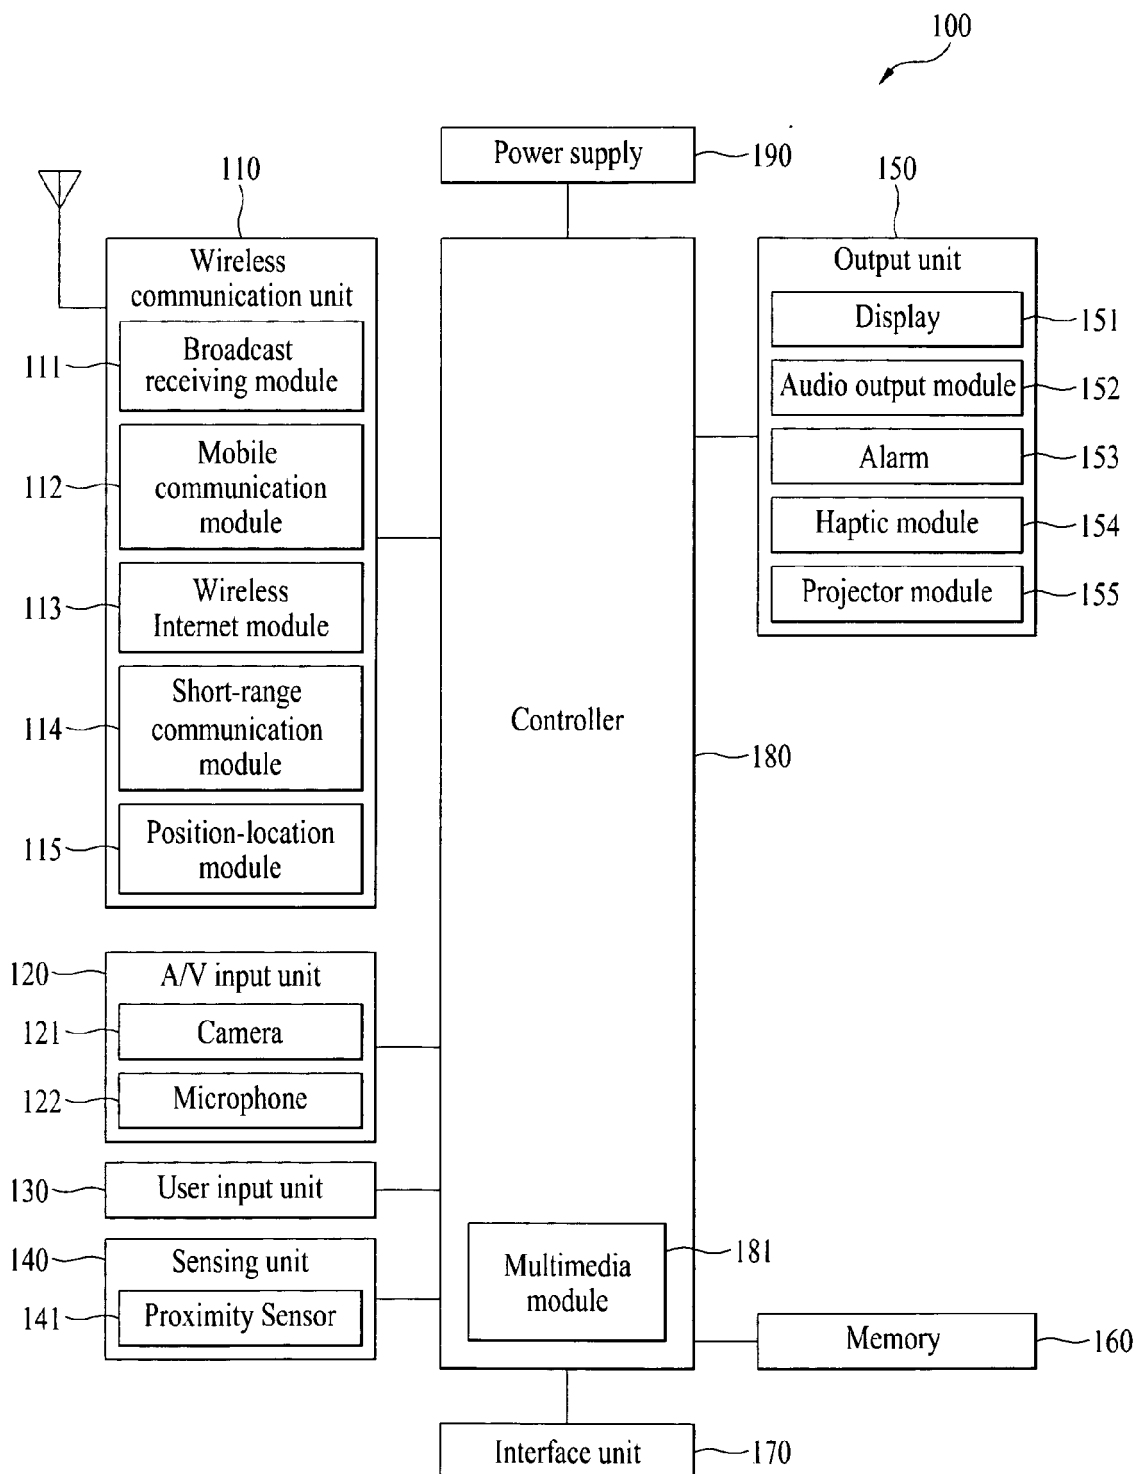 100
Power supply
190
110
150
Wireless
communication unit
Output unit
111
Broadcast
receiving module
Display
151
Audio output module
152
112
Mobile
communication
module
Alarm
153
Haptic module
154
113
Wireless
Internet module
Projector module
155
114
Short-range
communication
module
Controller
180
115
Position-location
module
120
A/V input unit
121
Camera
122
Microphone
130
User input unit
140
Sensing unit
141
Proximity Sensor
Multimedia
module
181
Memory
160
Interface unit
170